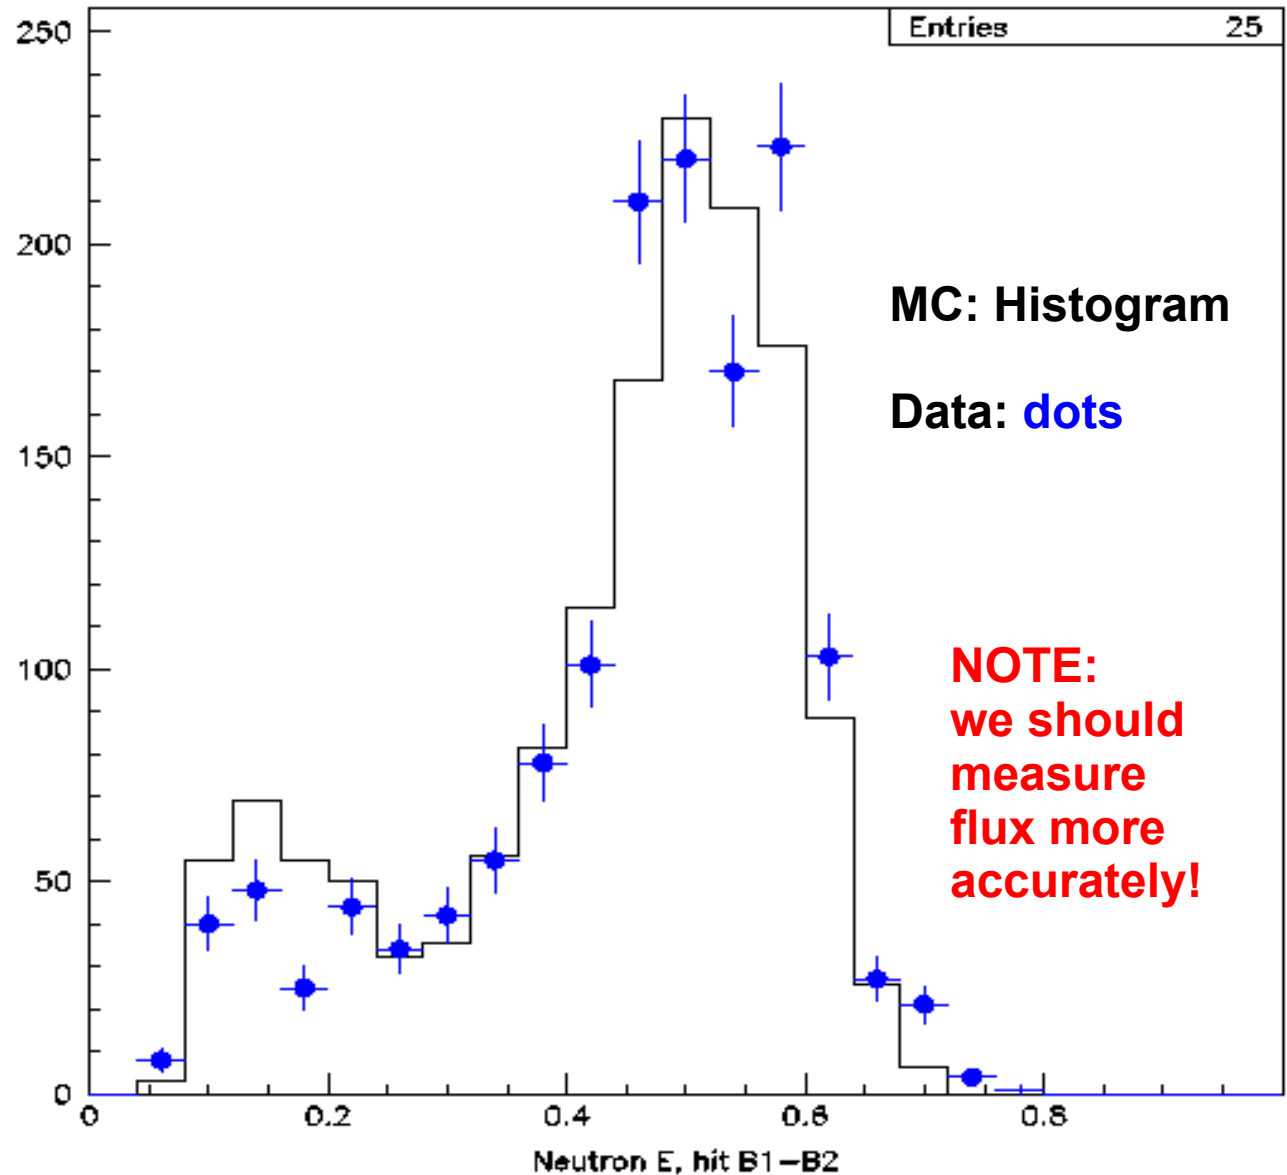 250
Entries 25
200
MC: Histogram
Data: dots
150
100
NOTE:
we should
measure
flux more
accurately!
50
0
0 0.2 0.4 0.6 0.8
Neutron E, hit B1−B2